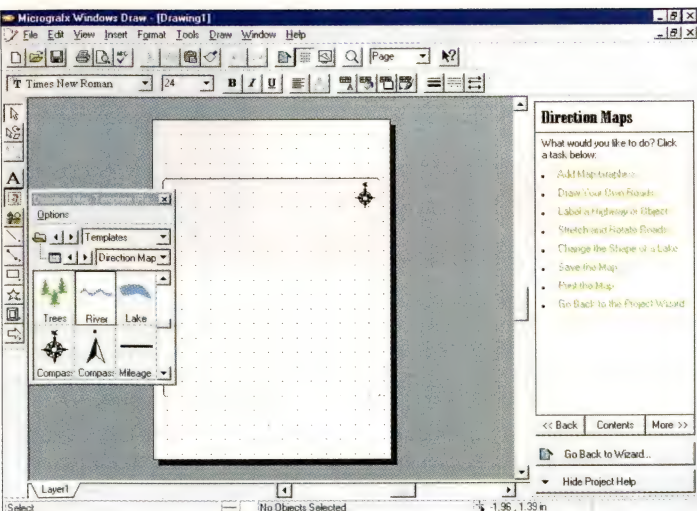 Micrografx Windows Draw - [Drawing1]
File Edit View Insert Format Tools Draw Window Help
Page
Times New Roman 24 B I U
Direction Maps
What would you like to do? Click
a task below:
Add Map Graphics
Draw Your Own Roads
Label a Highway or Object
Stretch and Rotate Roads
Change the Shape of a Lake
Save the Map
Print the Map
Go Back to the Project Wizard
Options
Templates
Direction Map
Trees River Lake
Compas: Compas: Mileage
<< Back Contents More >>
Go Back to Wizard...
Hide Project Help
Layer1
Select No Objects Selected -1.96 , 1.39 in